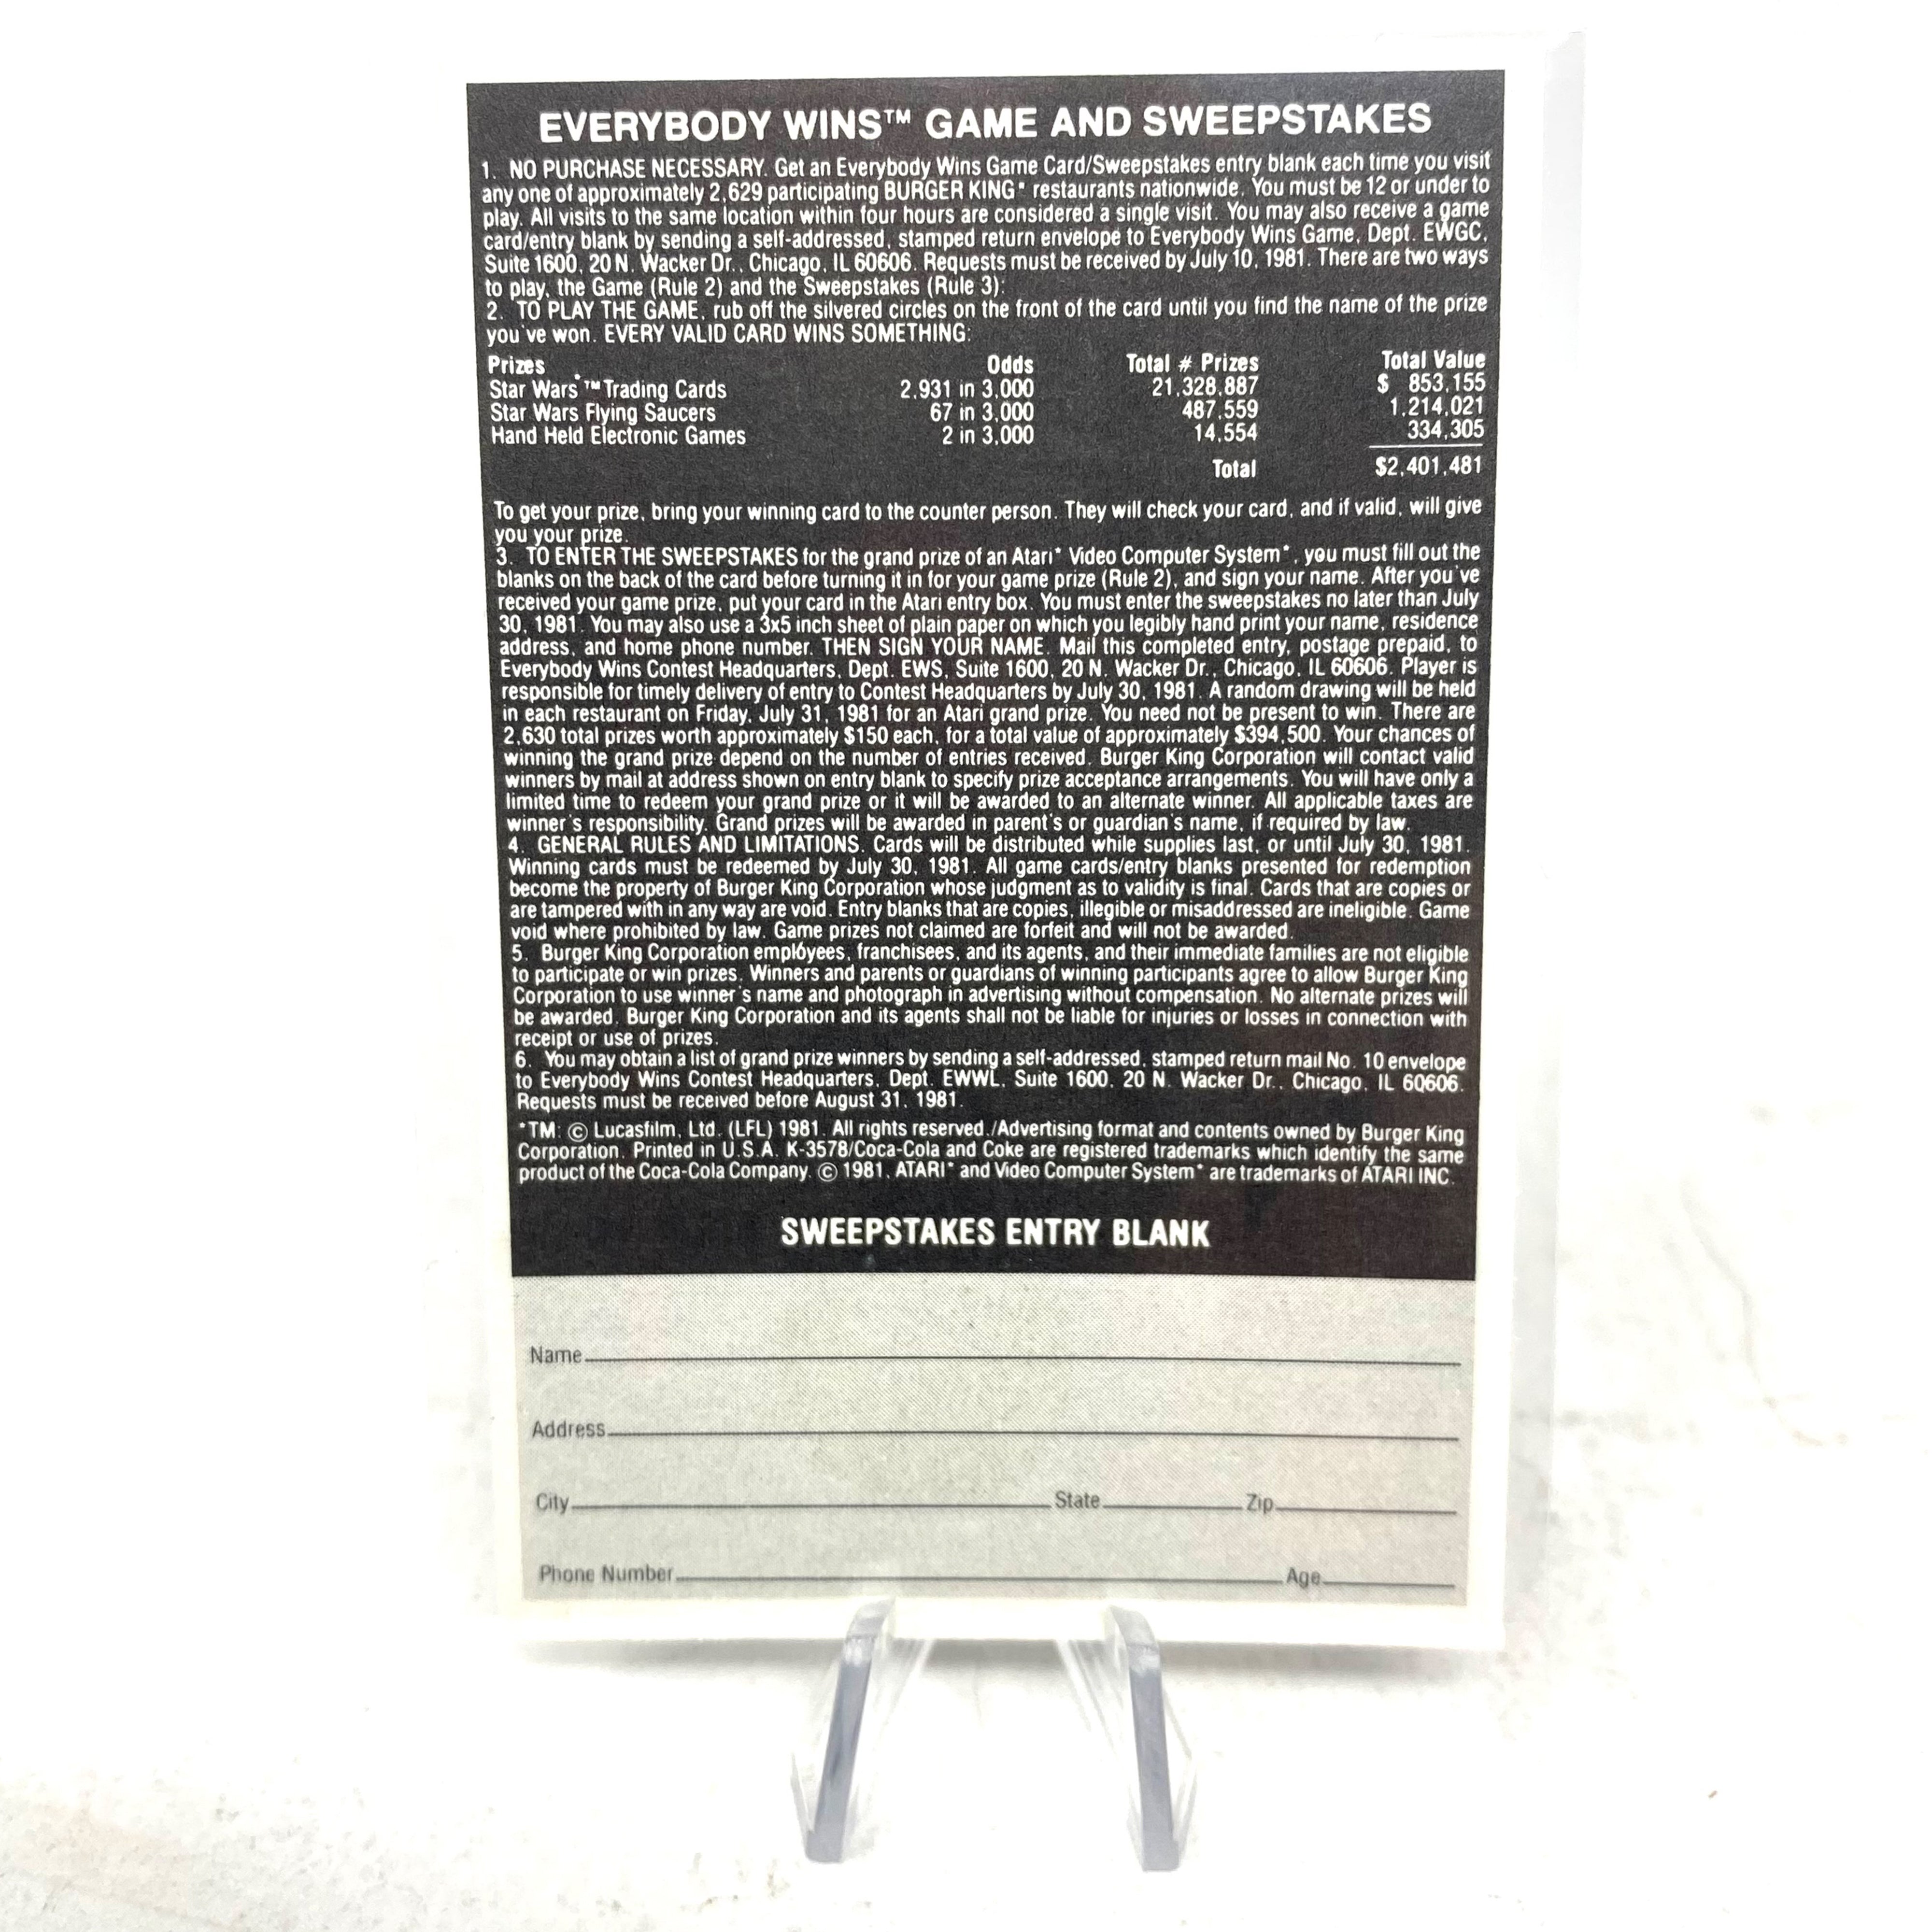 EVERYBODY WINS™ GAME AND SWEEPSTAKES
1. NO PURCHASE NECESSARY. Get an Everybody Wins Game Card/Sweepstakes entry blank each time you visit
any one of approximately 2,629 participating BURGER KING* restaurants nationwide. You must be 12 or under to
play. All visits to the same location within four hours are considered a single visit. You may also receive a game
card/entry blank by sending a self-addressed, stamped return envelope to Everybody Wins Game, Dept. EWGC,
Suite 1600, 20 N. Wacker Dr., Chicago, IL 60606. Requests must be received by July 10, 1981. There are two ways
to play, the Game (Rule 2) and the Sweepstakes (Rule 3):
2. TO PLAY THE GAME, rub off the silvered circles on the front of the card until you find the name of the prize
you've won. EVERY VALID CARD WINS SOMETHING:
Prizes Odds Total # Prizes Total Value
Star Wars*™ Trading Cards 2,931 in 3,000 21,328,887 $ 853,155
Star Wars Flying Saucers 67 in 3,000 487,559 1,214,021
Hand Held Electronic Games 2 in 3,000 14,554 334,305
Total $2,401,481
To get your prize, bring your winning card to the counter person. They will check your card, and if valid, will give
you your prize.
3. TO ENTER THE SWEEPSTAKES for the grand prize of an Atari* Video Computer System*, you must fill out the
blanks on the back of the card before turning it in for your game prize (Rule 2), and sign your name. After you've
received your game prize, put your card in the Atari entry box. You must enter the sweepstakes no later than July
30, 1981. You may also use a 3x5 inch sheet of plain paper on which you legibly hand print your name, residence
address, and home phone number. THEN SIGN YOUR NAME. Mail this completed entry, postage prepaid, to
Everybody Wins Contest Headquarters, Dept. EWS, Suite 1600, 20 N. Wacker Dr., Chicago, IL 60606. Player is
responsible for timely delivery of entry to Contest Headquarters by July 30, 1981. A random drawing will be held
in each restaurant on Friday, July 31, 1981 for an Atari grand prize. You need not be present to win. There are
2,630 total prizes worth approximately $150 each, for a total value of approximately $394,500. Your chances of
winning the grand prize depend on the number of entries received. Burger King Corporation will contact valid
winners by mail at address shown on entry blank to specify prize acceptance arrangements. You will have only a
limited time to redeem your grand prize or it will be awarded to an alternate winner. All applicable taxes are
winner's responsibility. Grand prizes will be awarded in parent's or guardian's name, if required by law.
4. GENERAL RULES AND LIMITATIONS. Cards will be distributed while supplies last, or until July 30, 1981.
Winning cards must be redeemed by July 30, 1981. All game cards/entry blanks presented for redemption
become the property of Burger King Corporation whose judgment as to validity is final. Cards that are copies or
are tampered with in any way are void. Entry blanks that are copies, illegible or misaddressed are ineligible. Game
void where prohibited by law. Game prizes not claimed are forfeit and will not be awarded.
5. Burger King Corporation employees, franchisees, and its agents, and their immediate families are not eligible
to participate or win prizes. Winners and parents or guardians of winning participants agree to allow Burger King
Corporation to use winner's name and photograph in advertising without compensation. No alternate prizes will
be awarded. Burger King Corporation and its agents shall not be liable for injuries or losses in connection with
receipt or use of prizes.
6. You may obtain a list of grand prize winners by sending a self-addressed, stamped return mail No. 10 envelope
to Everybody Wins Contest Headquarters, Dept. EWWL, Suite 1600, 20 N. Wacker Dr., Chicago, IL 60606.
Requests must be received before August 31, 1981.
*TM: © Lucasfilm, Ltd. (LFL) 1981. All rights reserved./Advertising format and contents owned by Burger King
Corporation. Printed in U.S.A. K-3578/Coca-Cola and Coke are registered trademarks which identify the same
product of the Coca-Cola Company. © 1981, ATARI* and Video Computer System* are trademarks of ATARI INC.
SWEEPSTAKES ENTRY BLANK
Name
Address
City State Zip
Phone Number Age